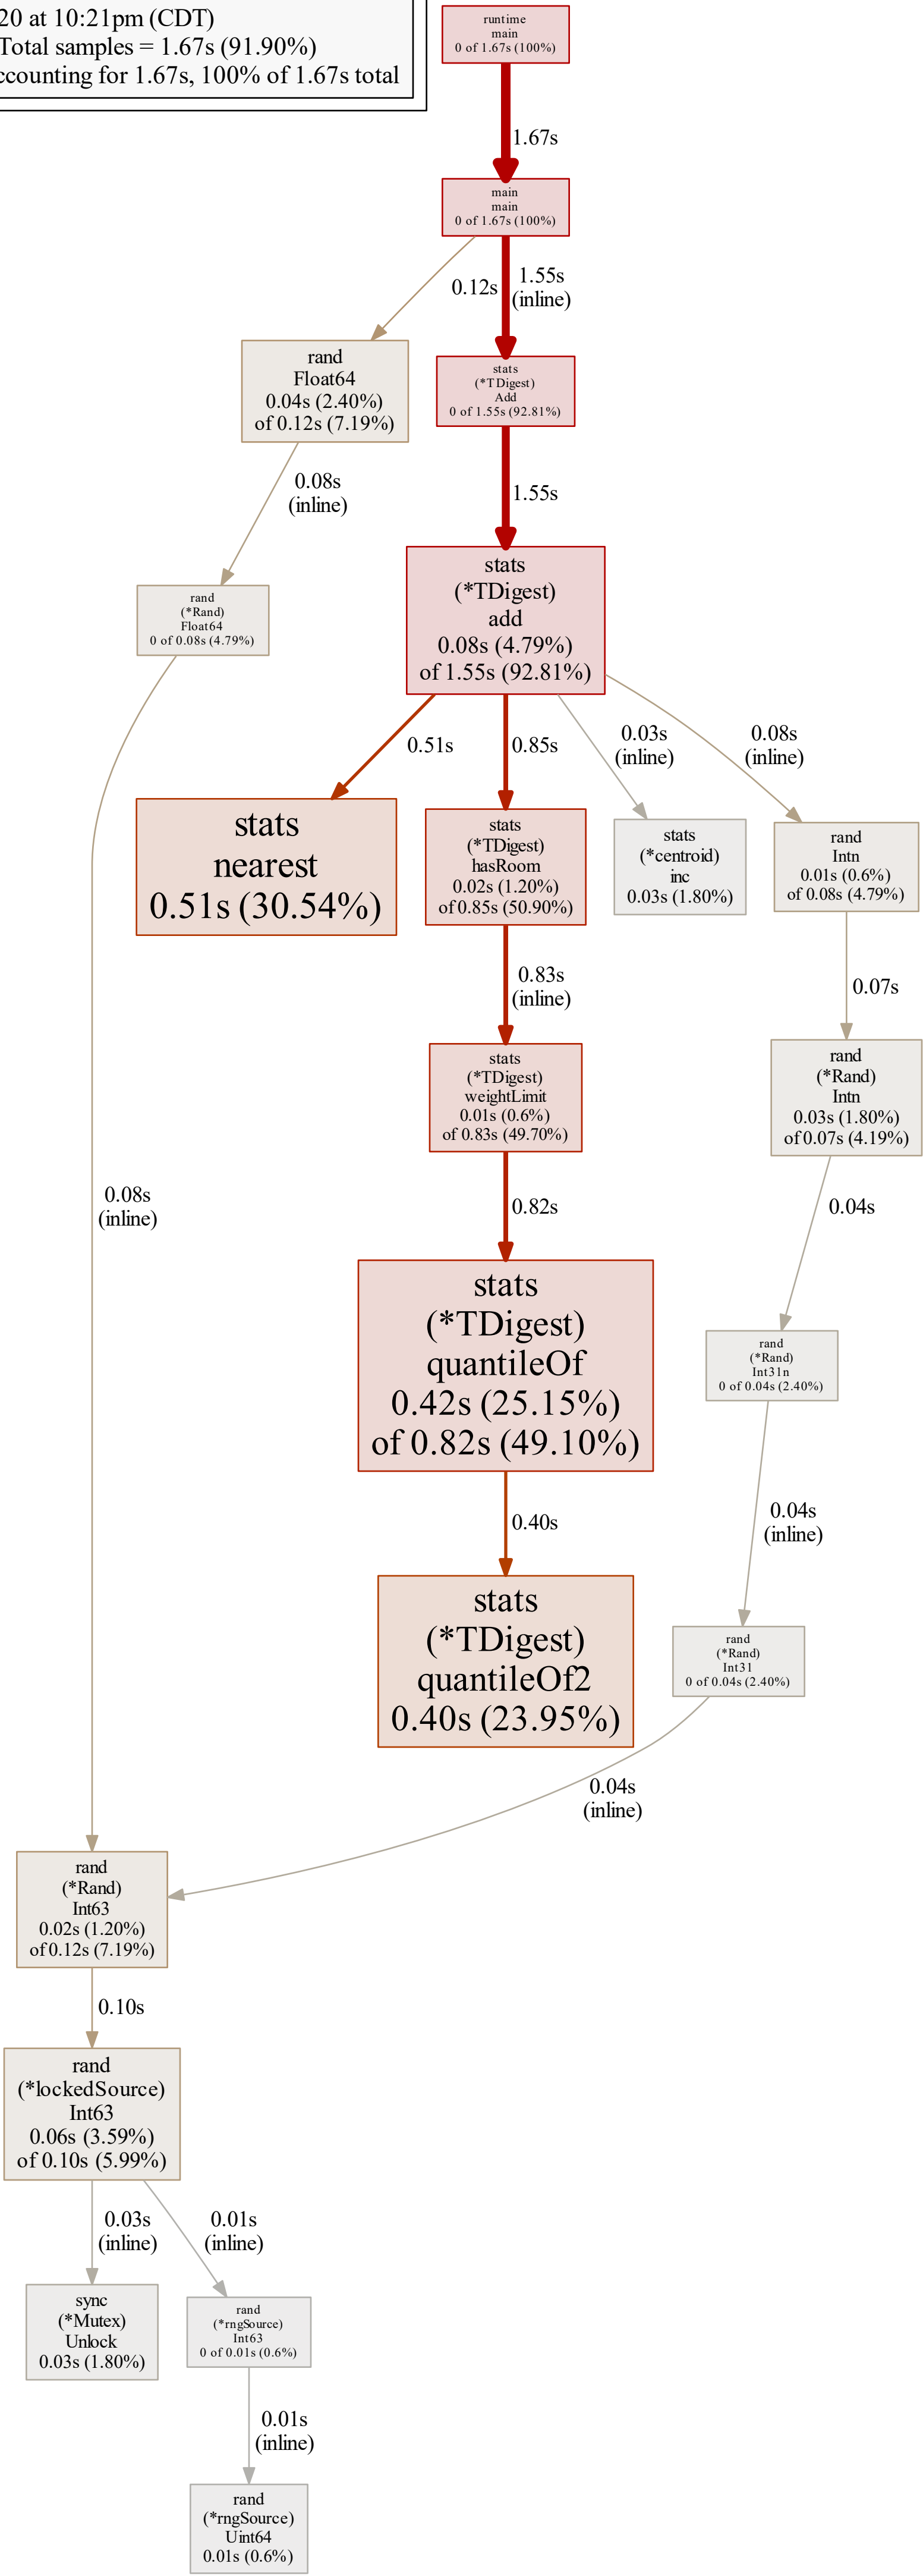 20 at 10:21pm (CDT)
Total samples = 1.67s (91.90%)
ccounting for 1.67s, 100% of 1.67s total
runtime
main
0 of 1.67s (100%)
1.67s
main
main
0 of 1.67s (100%)
0.12s
1.55s
(inline)
rand
Float64
0.04s (2.40%)
of 0.12s (7.19%)
stats
(*TDigest)
Add
0 of 1.55s (92.81%)
0.08s
(inline)
1.55s
rand
(*Rand)
Float64
0 of 0.08s (4.79%)
stats
(*TDigest)
add
0.08s (4.79%)
of 1.55s (92.81%)
0.51s
0.85s
0.03s
(inline)
0.08s
(inline)
stats
nearest
0.51s (30.54%)
stats
(*TDigest)
hasRoom
0.02s (1.20%)
of 0.85s (50.90%)
stats
(*centroid)
inc
0.03s (1.80%)
rand
Intn
0.01s (0.6%)
of 0.08s (4.79%)
0.83s
(inline)
0.07s
stats
(*TDigest)
weightLimit
0.01s (0.6%)
of 0.83s (49.70%)
rand
(*Rand)
Intn
0.03s (1.80%)
of 0.07s (4.19%)
0.08s
(inline)
0.82s
0.04s
stats
(*TDigest)
quantileOf
0.42s (25.15%)
of 0.82s (49.10%)
rand
(*Rand)
Int31n
0 of 0.04s (2.40%)
0.40s
0.04s
(inline)
stats
(*TDigest)
quantileOf2
0.40s (23.95%)
rand
(*Rand)
Int31
0 of 0.04s (2.40%)
0.04s
(inline)
rand
(*Rand)
Int63
0.02s (1.20%)
of 0.12s (7.19%)
0.10s
rand
(*lockedSource)
Int63
0.06s (3.59%)
of 0.10s (5.99%)
0.03s
(inline)
0.01s
(inline)
sync
(*Mutex)
Unlock
0.03s (1.80%)
rand
(*rngSource)
Int63
0 of 0.01s (0.6%)
0.01s
(inline)
rand
(*rngSource)
Uint64
0.01s (0.6%)